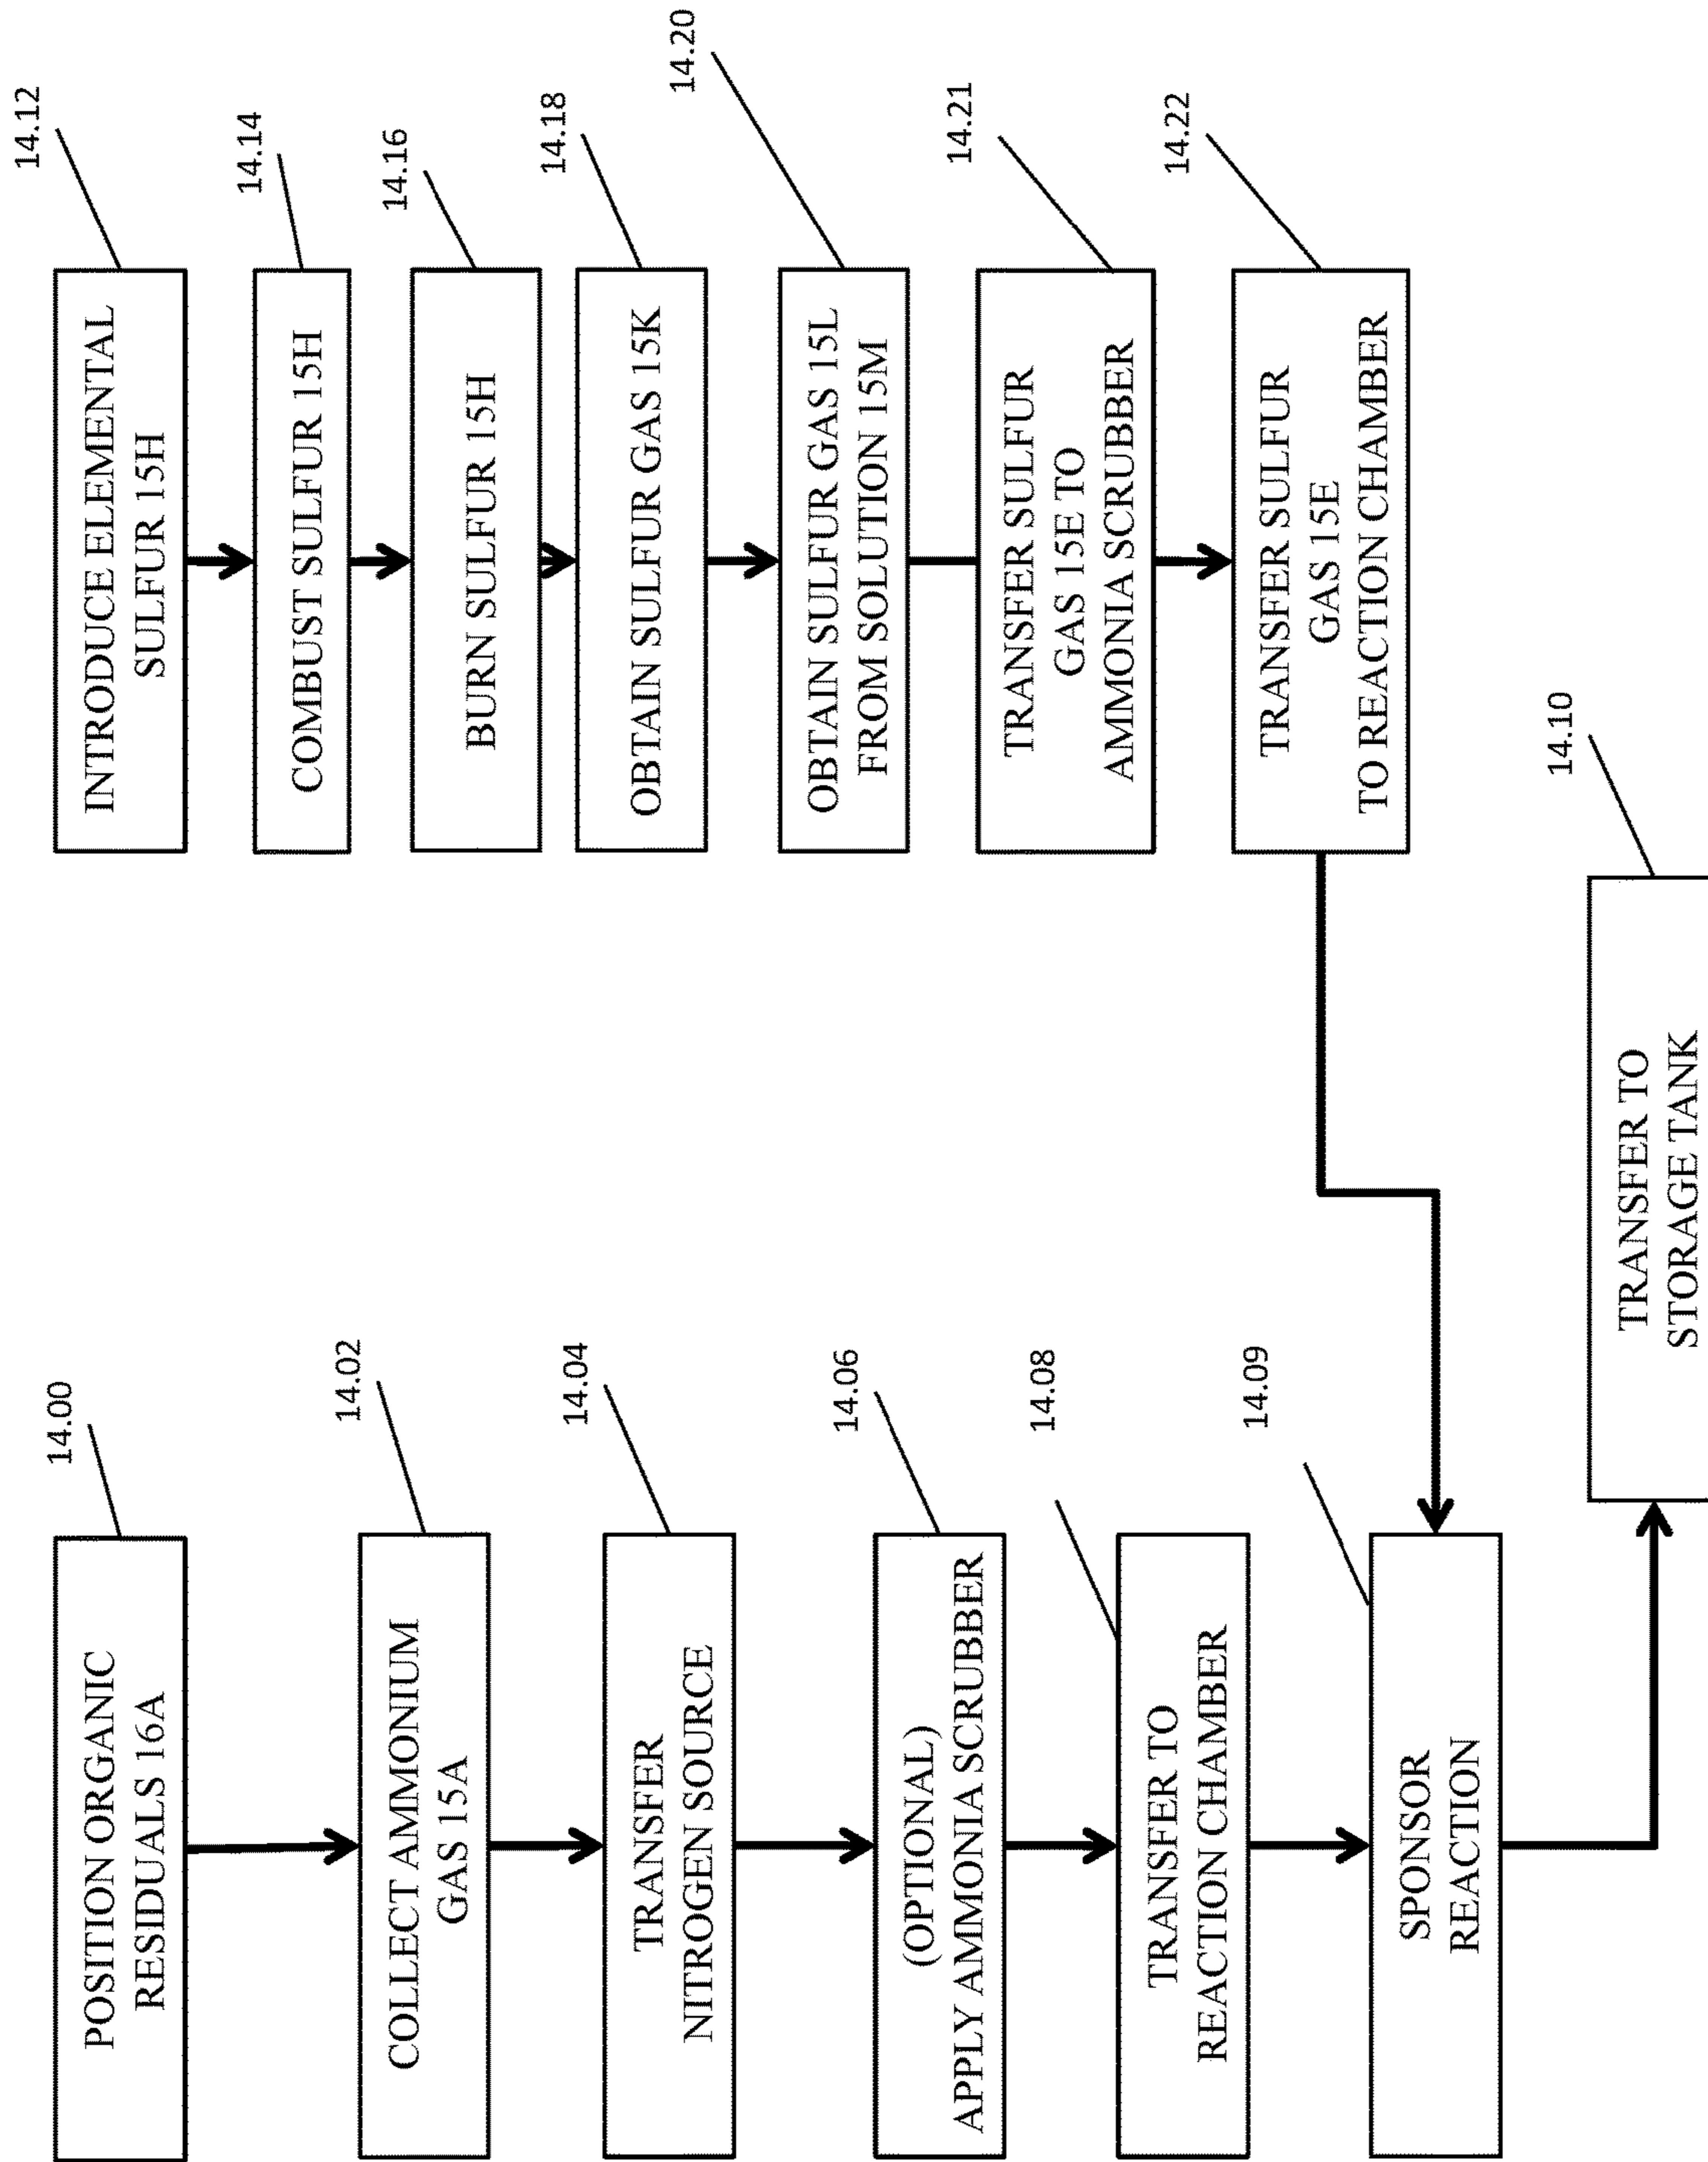 14.00
POSITION ORGANIC
RESIDUALS 16A
14.02
COLLECT AMMONIUM
GAS 15A
14.04
TRANSFER
NITROGEN SOURCE
14.06
(OPTIONAL)
APPLY AMMONIA SCRUBBER
14.08
TRANSFER TO
REACTION CHAMBER
14.09
SPONSOR
REACTION
14.10
TRANSFER TO
STORAGE TANK
14.12
INTRODUCE ELEMENTAL
SULFUR 15H
14.14
COMBUST SULFUR 15H
14.16
BURN SULFUR 15H
14.18
OBTAIN SULFUR GAS 15K
14.20
OBTAIN SULFUR GAS 15L
FROM SOLUTION 15M
14.21
TRANSFER SULFUR
GAS 15E TO
AMMONIA SCRUBBER
14.22
TRANSFER SULFUR
GAS 15E
TO REACTION CHAMBER